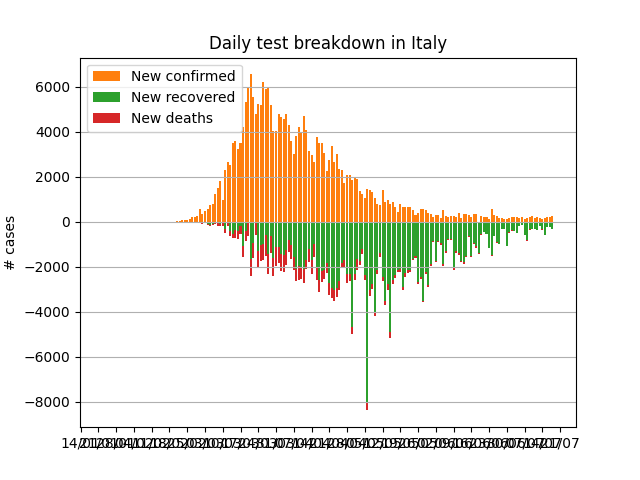 Daily test breakdown in Italy
New confirmed
New recovered
New deaths
6000
4000
2000
0
−2000
−4000
−6000
−8000
# cases